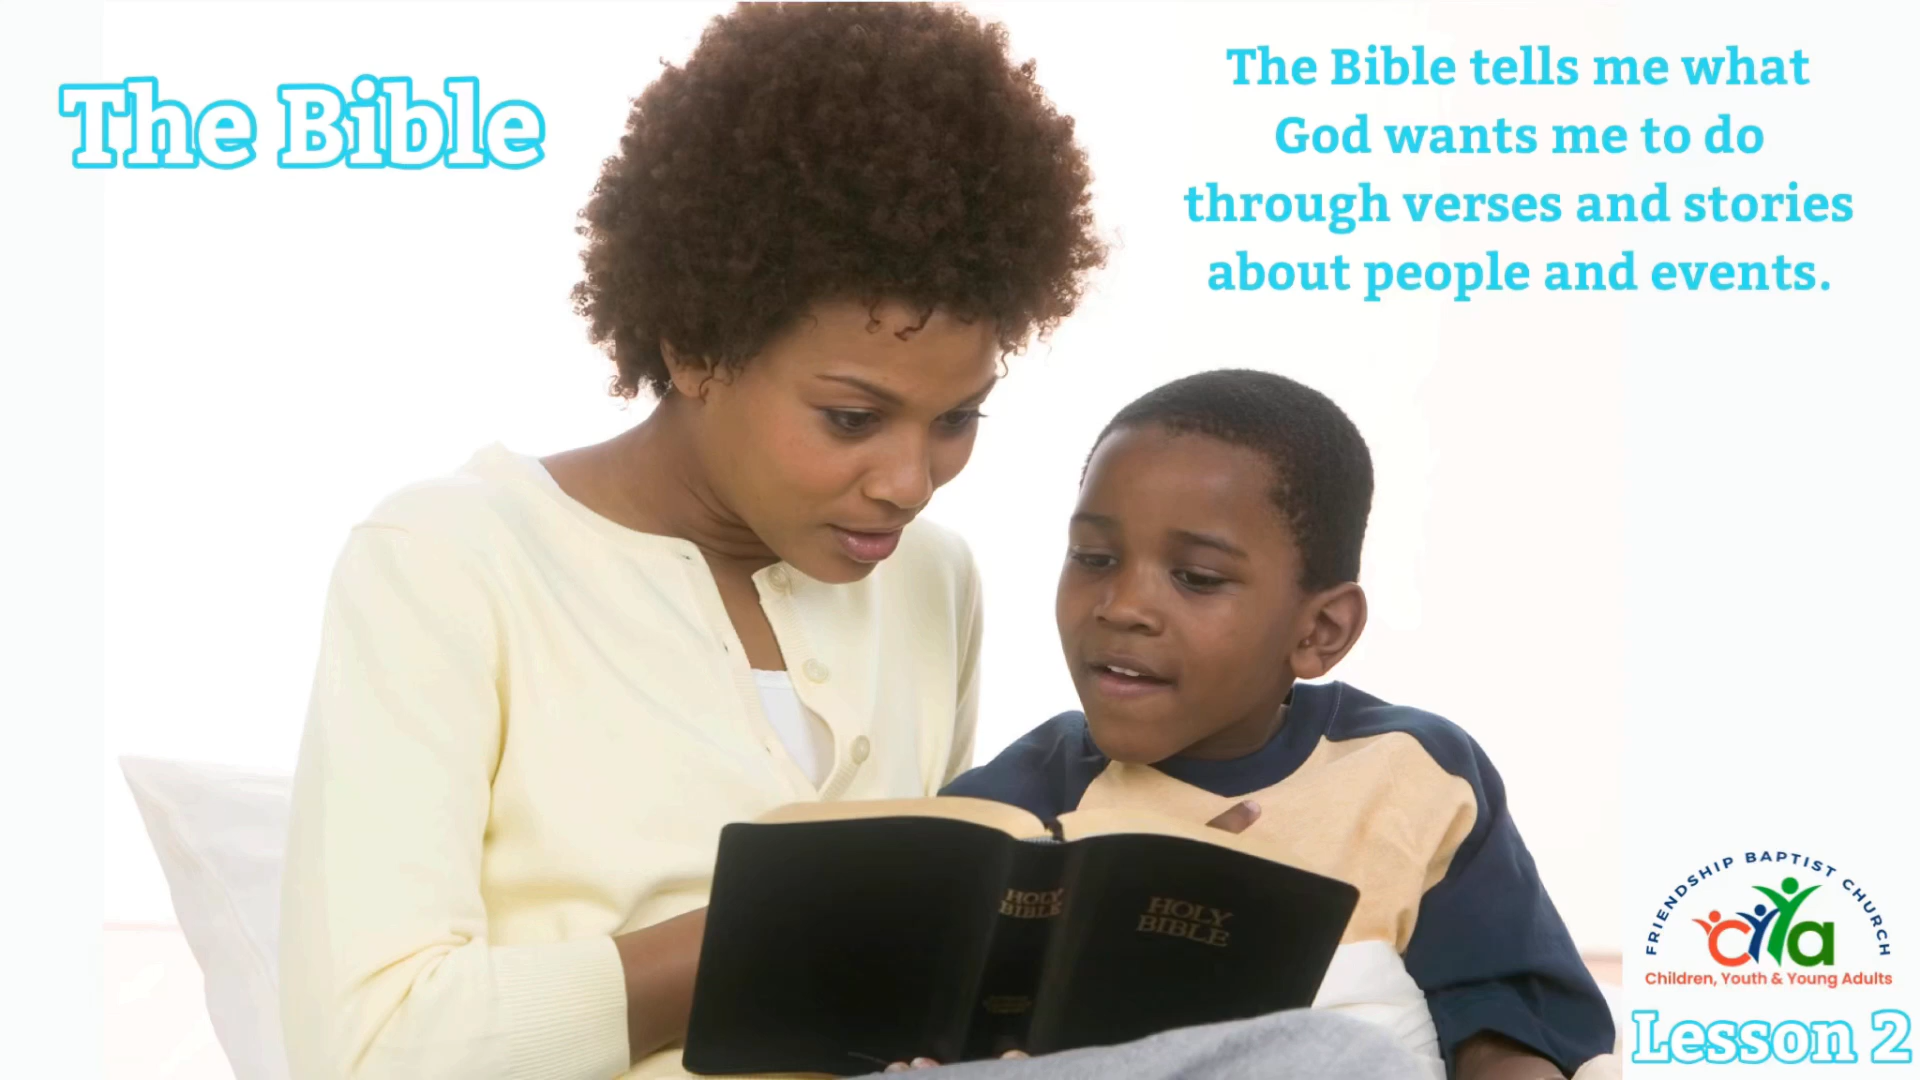 The Bible
The Bible tells me what
God wants me to do
through verses and stories
about people and events.
HOLY
BIBLE
HOLY
BIBLE
FRIENDSHIP BAPTIST CHURCH
cya
Children, Youth & Young Adults
Lesson 2